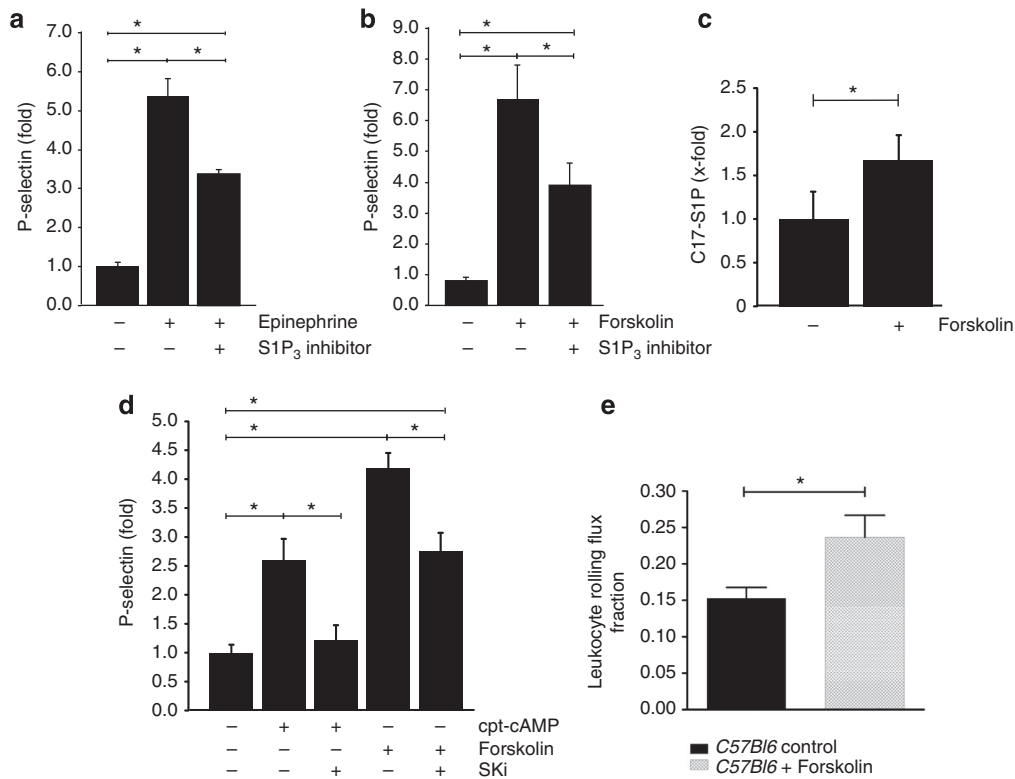 a
P-selectin (fold)
7.0
6.0
5.0
4.0
3.0
2.0
1.0
0.0
*
* *
– + + Epinephrine
– – + S1P₃ inhibitor
b
P-selectin (fold)
9.0
8.0
7.0
6.0
5.0
4.0
3.0
2.0
1.0
0.0
*
* *
– + + Forskolin
– – + S1P₃ inhibitor
c
C17-S1P (x-fold)
2.5
2.0
1.5
1.0
0.5
0
*
– + Forskolin
d
P-selectin (fold)
5.0
4.5
4.0
3.5
3.0
2.5
2.0
1.5
1.0
0.5
0.0
*
* *
* *
– + + – – cpt-cAMP
– – – + + Forskolin
– – + – + SKi
e
Leukocyte rolling flux
fraction
0.30
0.25
0.20
0.15
0.10
0.05
0.00
*
C57Bl6 control
C57Bl6 + Forskolin